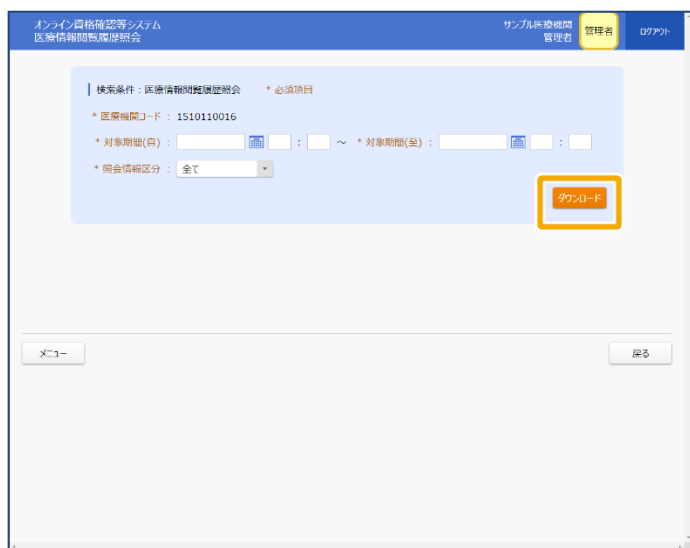 オンライン資格確認等システム
医療情報閲覧履歴照会
サンプル医療機関
管理者
管理者
ログアウト
検索条件：医療情報閲覧履歴照会 * 必須項目
* 医療機関コード ： 1510110016
* 対象期間(自) ： ： ～ * 対象期間(至) ： ：
* 照会情報区分 ： 全て
ダウンロード
メニュー
戻る